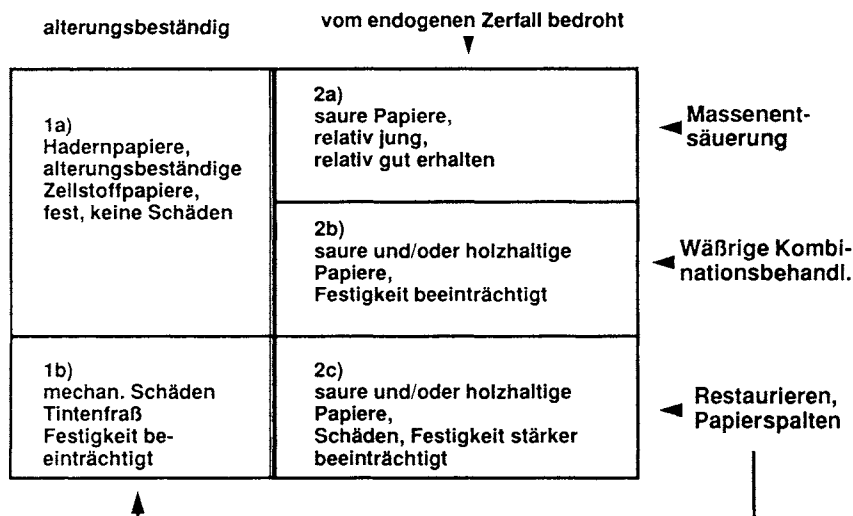 alterungsbeständig
vom endogenen Zerfall bedroht
1a)
Hadernpapiere,
alterungsbeständige
Zellstoffpapiere,
fest, keine Schäden
2a)
saure Papiere,
relativ jung,
relativ gut erhalten
Massenent-
säuerung
2b)
saure und/oder holzhaltige
Papiere,
Festigkeit beeinträchtigt
Wäßrige Kombi-
nationsbehandl.
1b)
mechan. Schäden
Tintenfraß
Festigkeit be-
einträchtigt
2c)
saure und/oder holzhaltige
Papiere,
Schäden, Festigkeit stärker
beeinträchtigt
Restaurieren,
Papierspalten